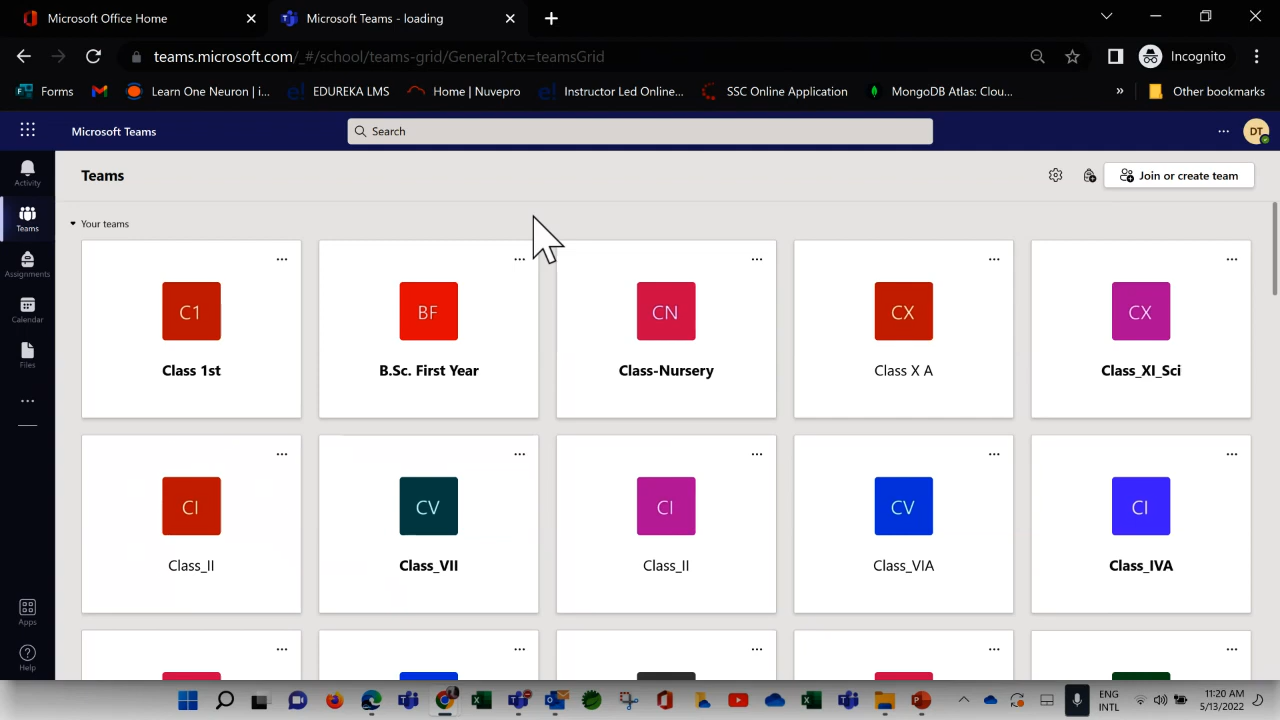 Microsoft Office Home
Microsoft Teams - loading
teams.microsoft.com/_#/school/teams-grid/General?ctx=teamsGrid
Incognito
Forms
Learn One Neuron | i...
EDUREKA LMS
Home | Nuvepro
Instructor Led Online...
SSC Online Application
MongoDB Atlas: Clou...
»
Other bookmarks
Microsoft Teams
Search
DT
Activity
Teams
Assignments
Calendar
Files
Apps
Help
Teams
Join or create team
Your teams
C1
BF
CN
CX
CX
Class 1st
B.Sc. First Year
Class-Nursery
Class X A
Class_XI_Sci
CI
CV
CI
CV
CI
Class_II
Class_VII
Class_II
Class_VIA
Class_IVA
ENG
INTL
11:20 AM
5/13/2022